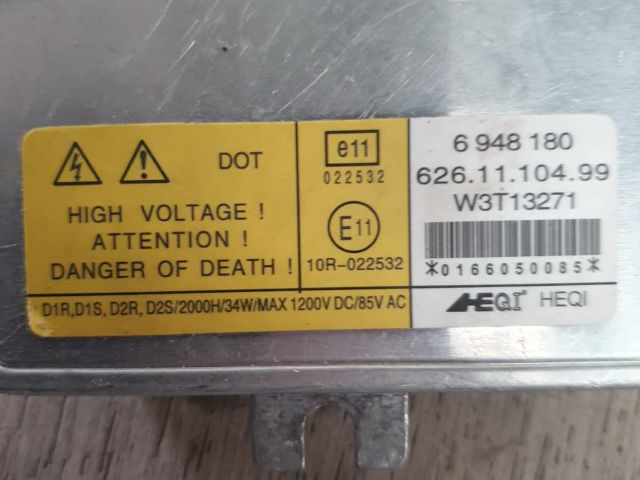 DOT
HIGH VOLTAGE !
ATTENTION !
DANGER OF DEATH !
e11
022532
E11
10R-022532
6 948 180
626.11.104.99
W3T13271
*0166050085*
HEQI HEQI
D1R,D1S, D2R, D2S/2000H/34W/MAX 1200V DC/85V AC